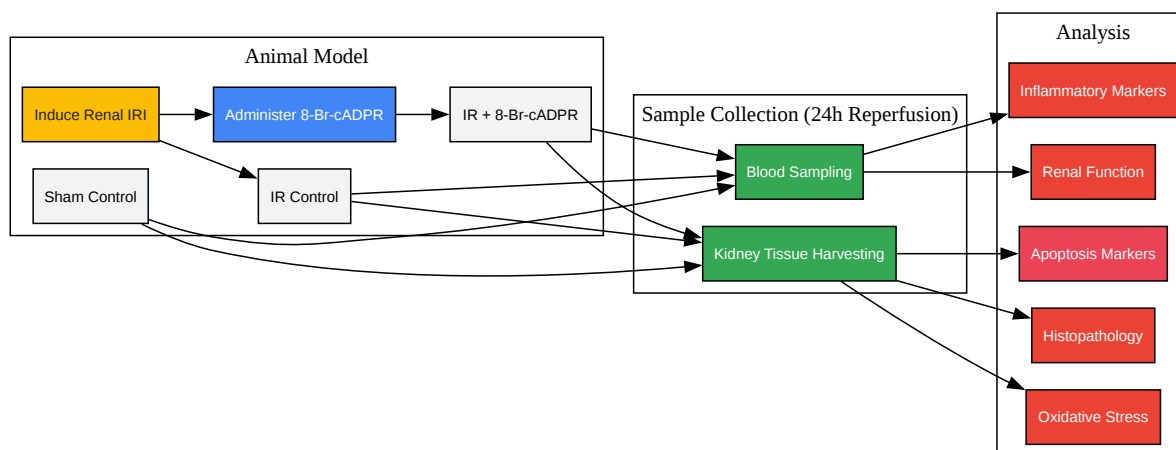 Animal Model
Induce Renal IRI
Administer 8-Br-cADPR
IR + 8-Br-cADPR
Sham Control
IR Control
Sample Collection (24h Reperfusion)
Blood Sampling
Kidney Tissue Harvesting
Analysis
Inflammatory Markers
Renal Function
Apoptosis Markers
Histopathology
Oxidative Stress